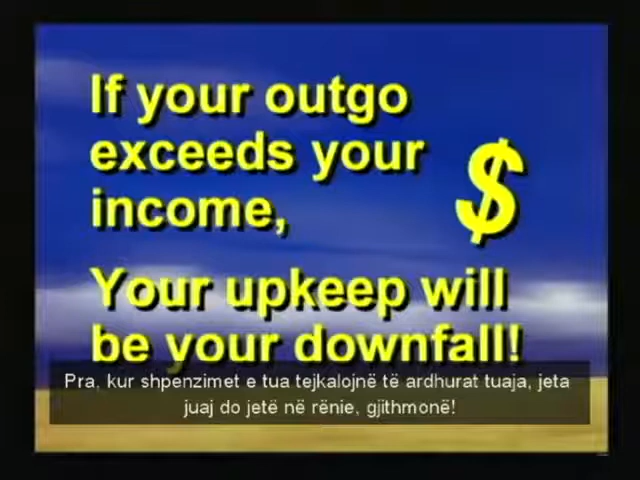 If your outgo
exceeds your
income,
$
Your upkeep will
be your downfall!
Pra, kur shpenzimet e tua tejkalojnë të ardhurat tuaja, jeta
juaj do jetë në rënie, gjithmonë!